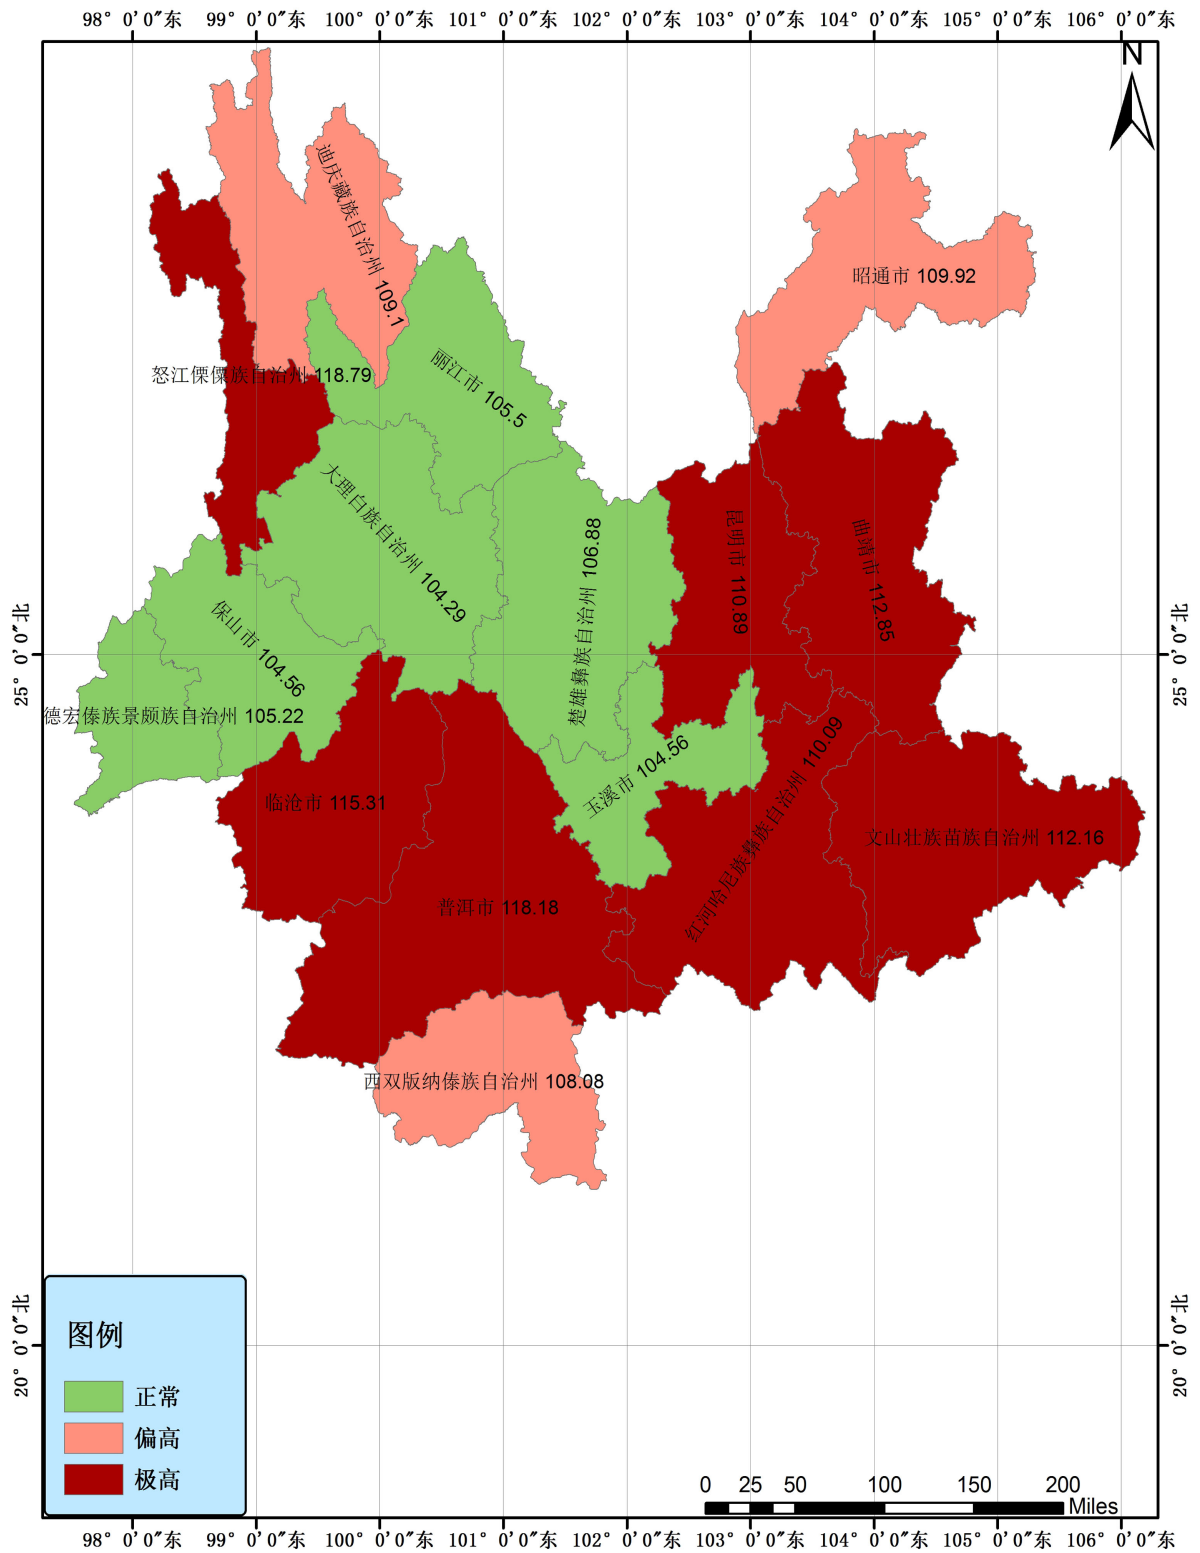 98° 0′0″东 99° 0′0″东 100° 0′0″东 101° 0′0″东 102° 0′0″东 103° 0′0″东 104° 0′0″东 105° 0′0″东 106° 0′0″东
N
迪庆藏族自治州 109.1
昭通市 109.92
怒江傈僳族自治州 118.79
丽江市 105.5
大理白族自治州 104.29
楚雄彝族自治州 106.88
昆明市 110.89
曲靖市 112.85
25° 0′0″北
25° 0′0″北
保山市 104.56
德宏傣族景颇族自治州 105.22
玉溪市 104.56
红河哈尼族彝族自治州 110.09
临沧市 115.31
文山壮族苗族自治州 112.16
普洱市 118.18
西双版纳傣族自治州 108.08
20° 0′0″北
20° 0′0″北
图例
正常
偏高
极高
0 25 50 100 150 200
Miles
98° 0′0″东 99° 0′0″东 100° 0′0″东 101° 0′0″东 102° 0′0″东 103° 0′0″东 104° 0′0″东 105° 0′0″东 106° 0′0″东